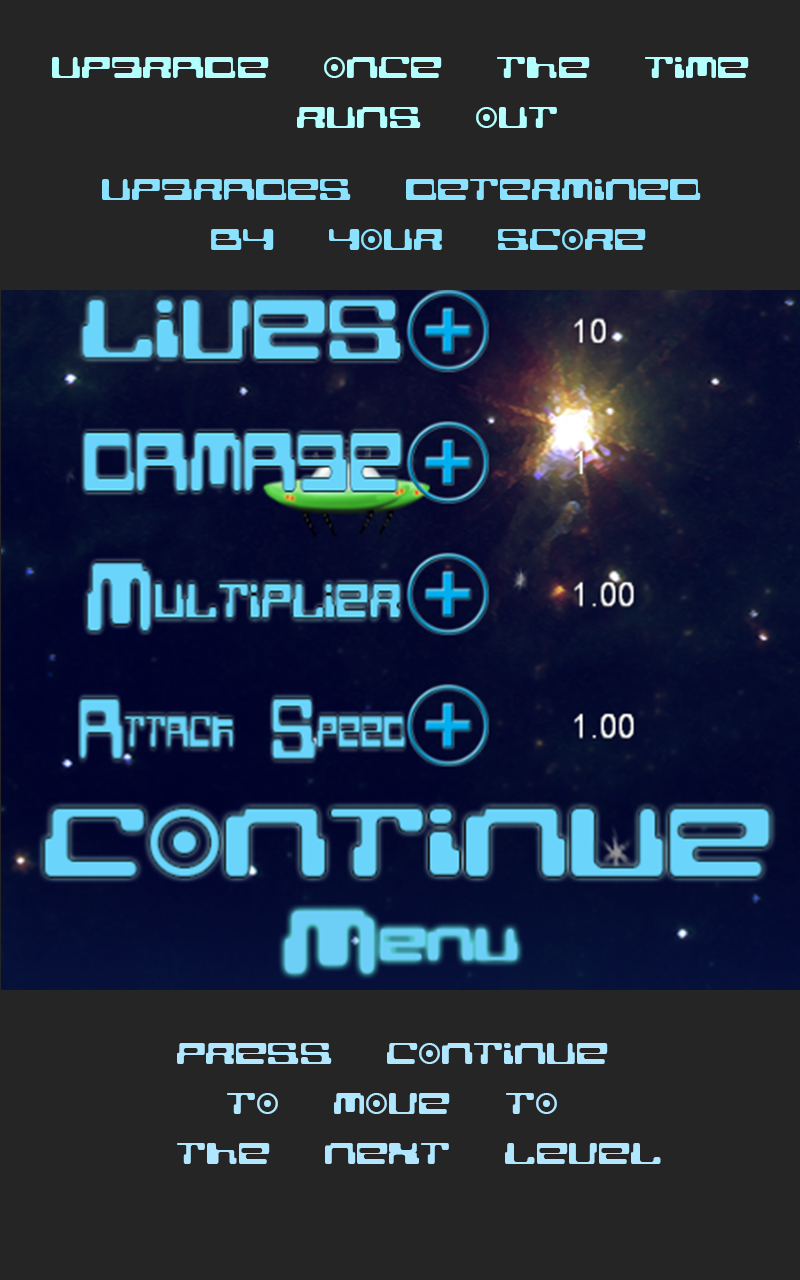 UPGRADE ONCE THE TIME
RUNS OUT
UPGRADES DETERMINED
BY YOUR SCORE
LIVES 10
DAMAGE 1
MULTIPLIER 1.00
ATTACK SPEED 1.00
CONTINUE
MENU
PRESS CONTINUE
TO MOVE TO
THE NEXT LEVEL